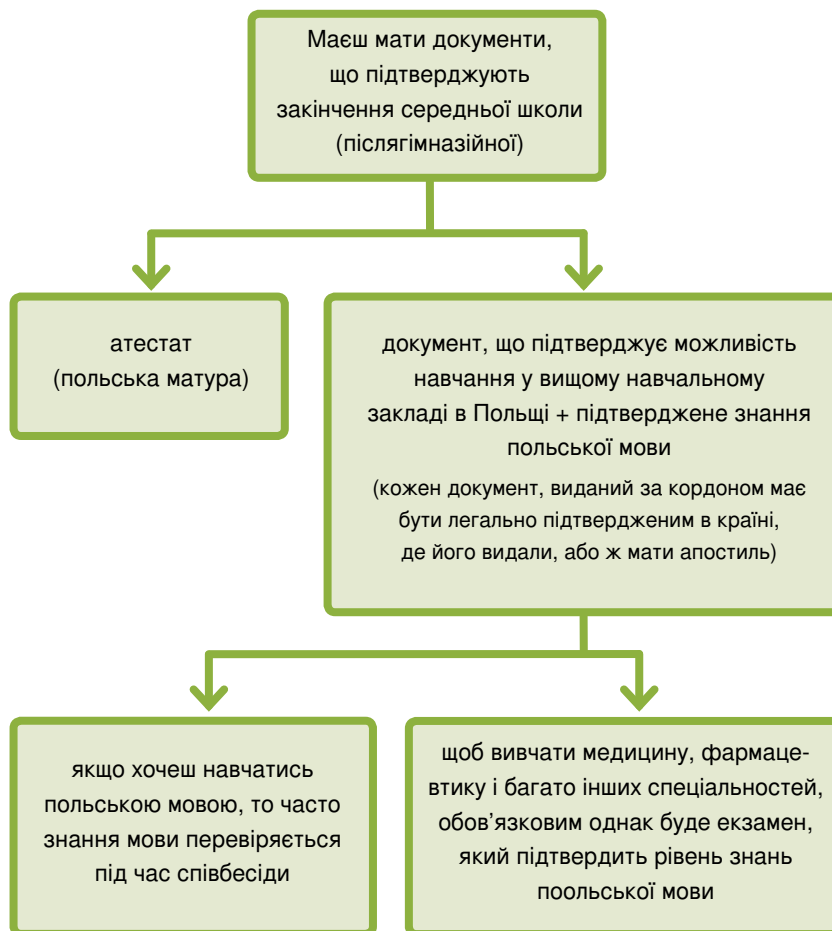 Маєш мати документи,
що підтверджують
закінчення середньої школи
(післягімназійної)
атестат
(польська матура)
документ, що підтверджує можливість
навчання у вищому навчальному
закладі в Польщі + підтверджене знання
польської мови
(кожен документ, виданий за кордоном має
бути легально підтвердженим в країні,
де його видали, або ж мати апостиль)
якщо хочеш навчатись
польською мовою, то часто
знання мови перевіряється
під час співбесіди
щоб вивчати медицину, фармаце-
втику і багато інших спеціальностей,
обов’язковим однак буде екзамен,
який підтвердить рівень знань
поольської мови